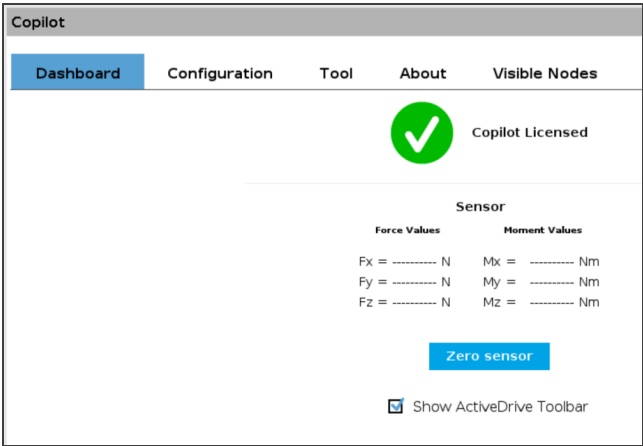 Copilot
Dashboard Configuration Tool About Visible Nodes
Copilot Licensed
Sensor
Force Values Moment Values
Fx = ---------- N Mx = ---------- Nm
Fy = ---------- N My = ---------- Nm
Fz = ---------- N Mz = ---------- Nm
Zero sensor
Show ActiveDrive Toolbar